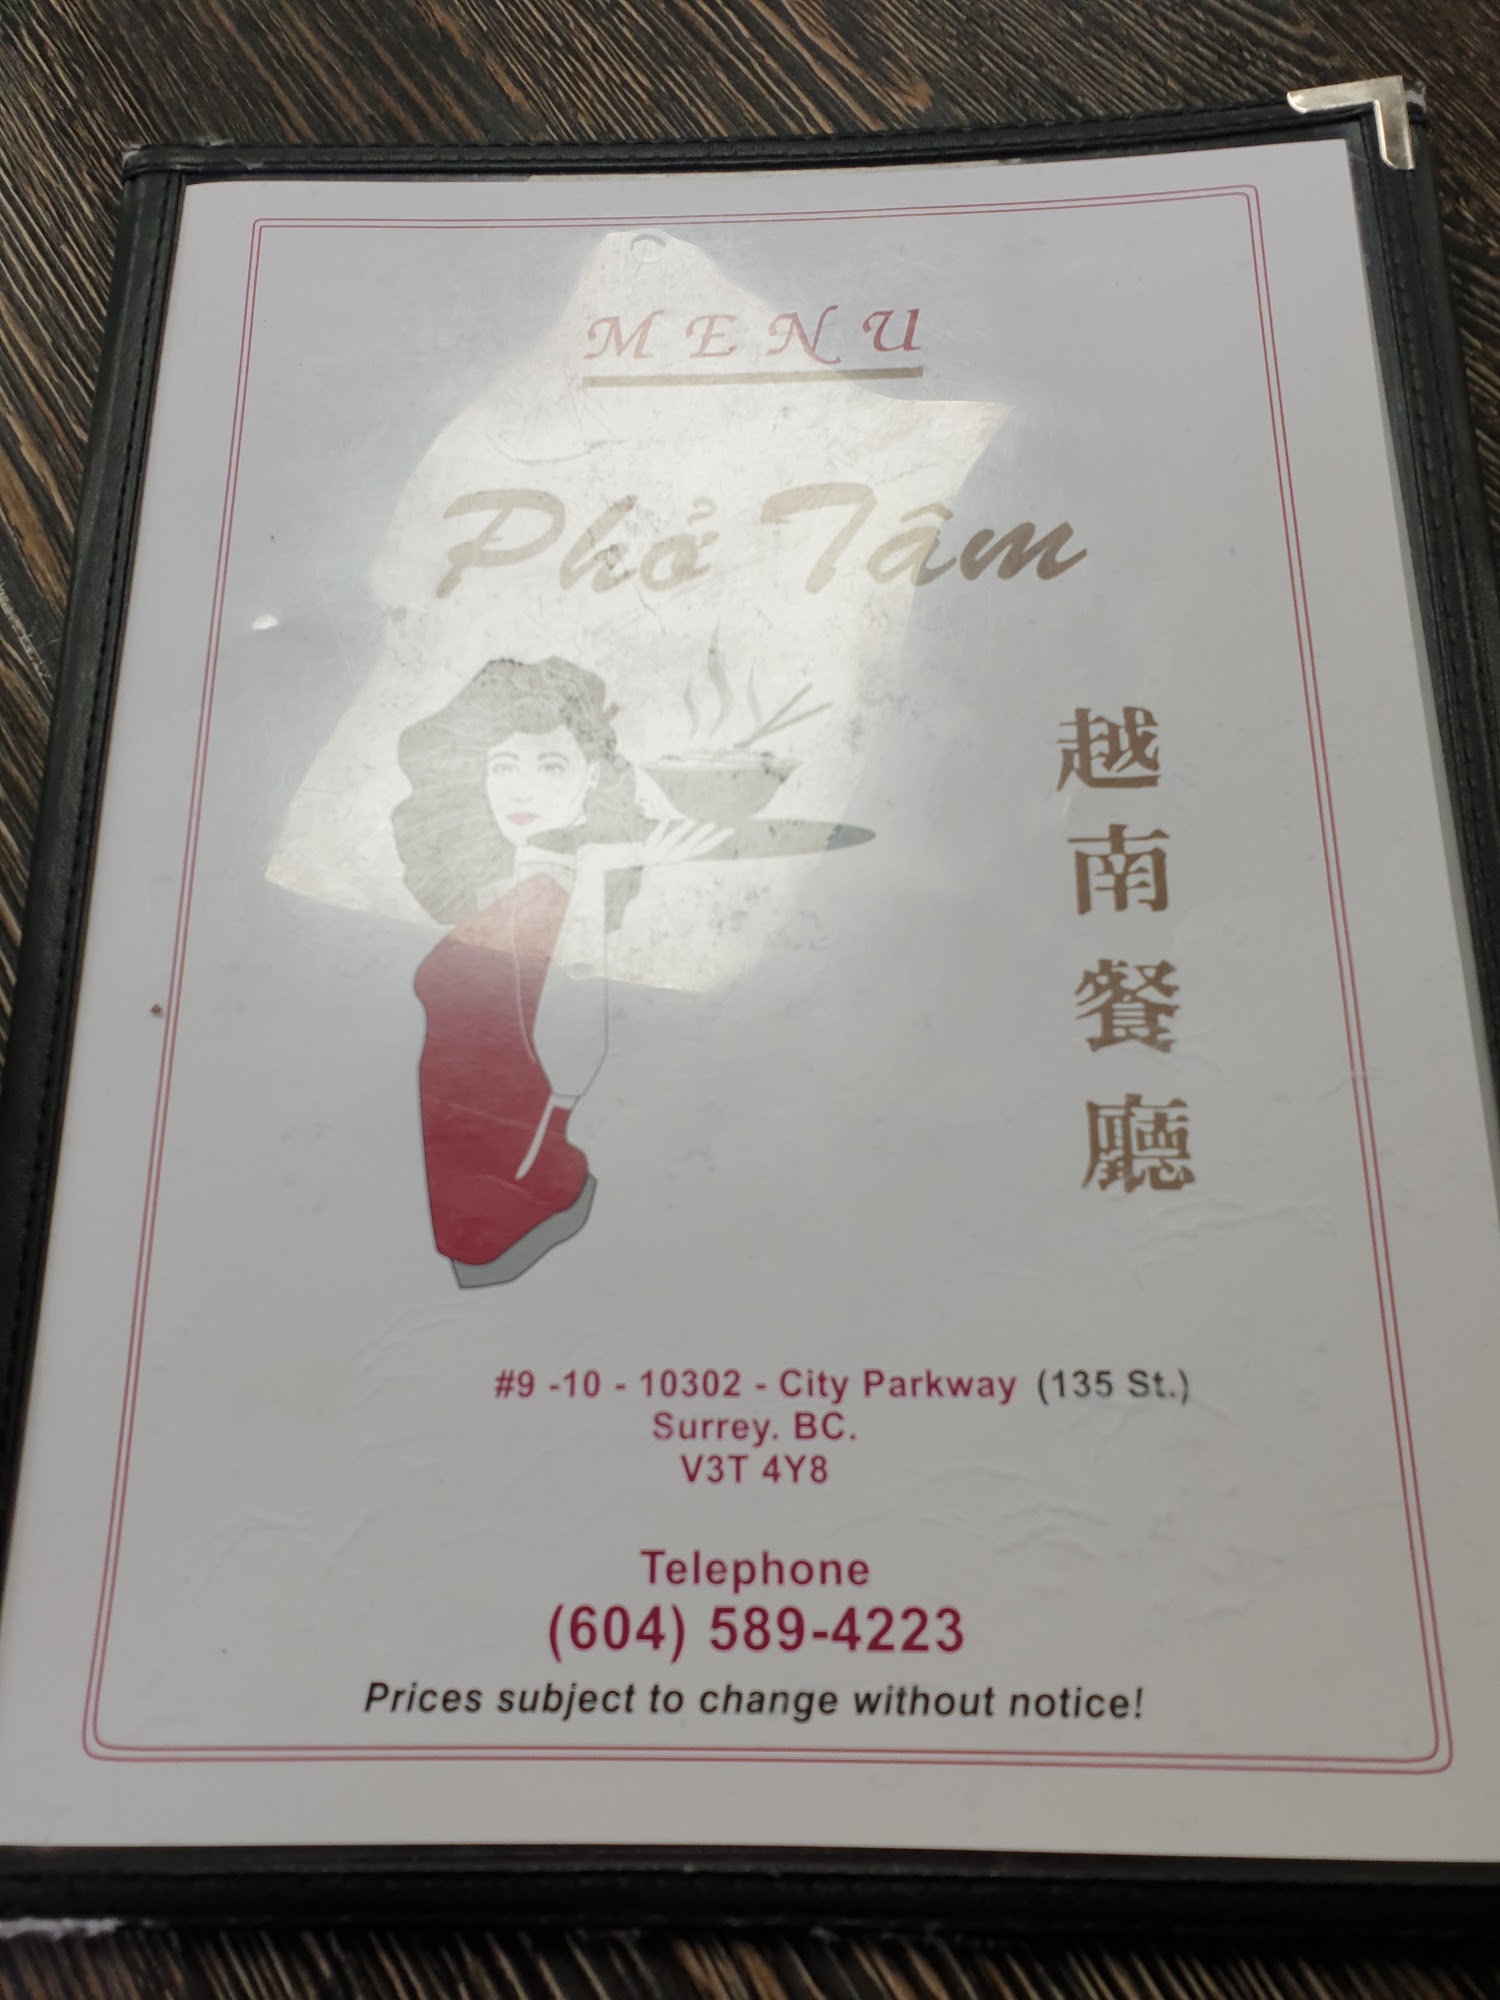 MENU
Phở Tâm
越南餐廳
#9 -10 - 10302 - City Parkway (135 St.)
Surrey. BC.
V3T 4Y8
Telephone
(604) 589-4223
Prices subject to change without notice!